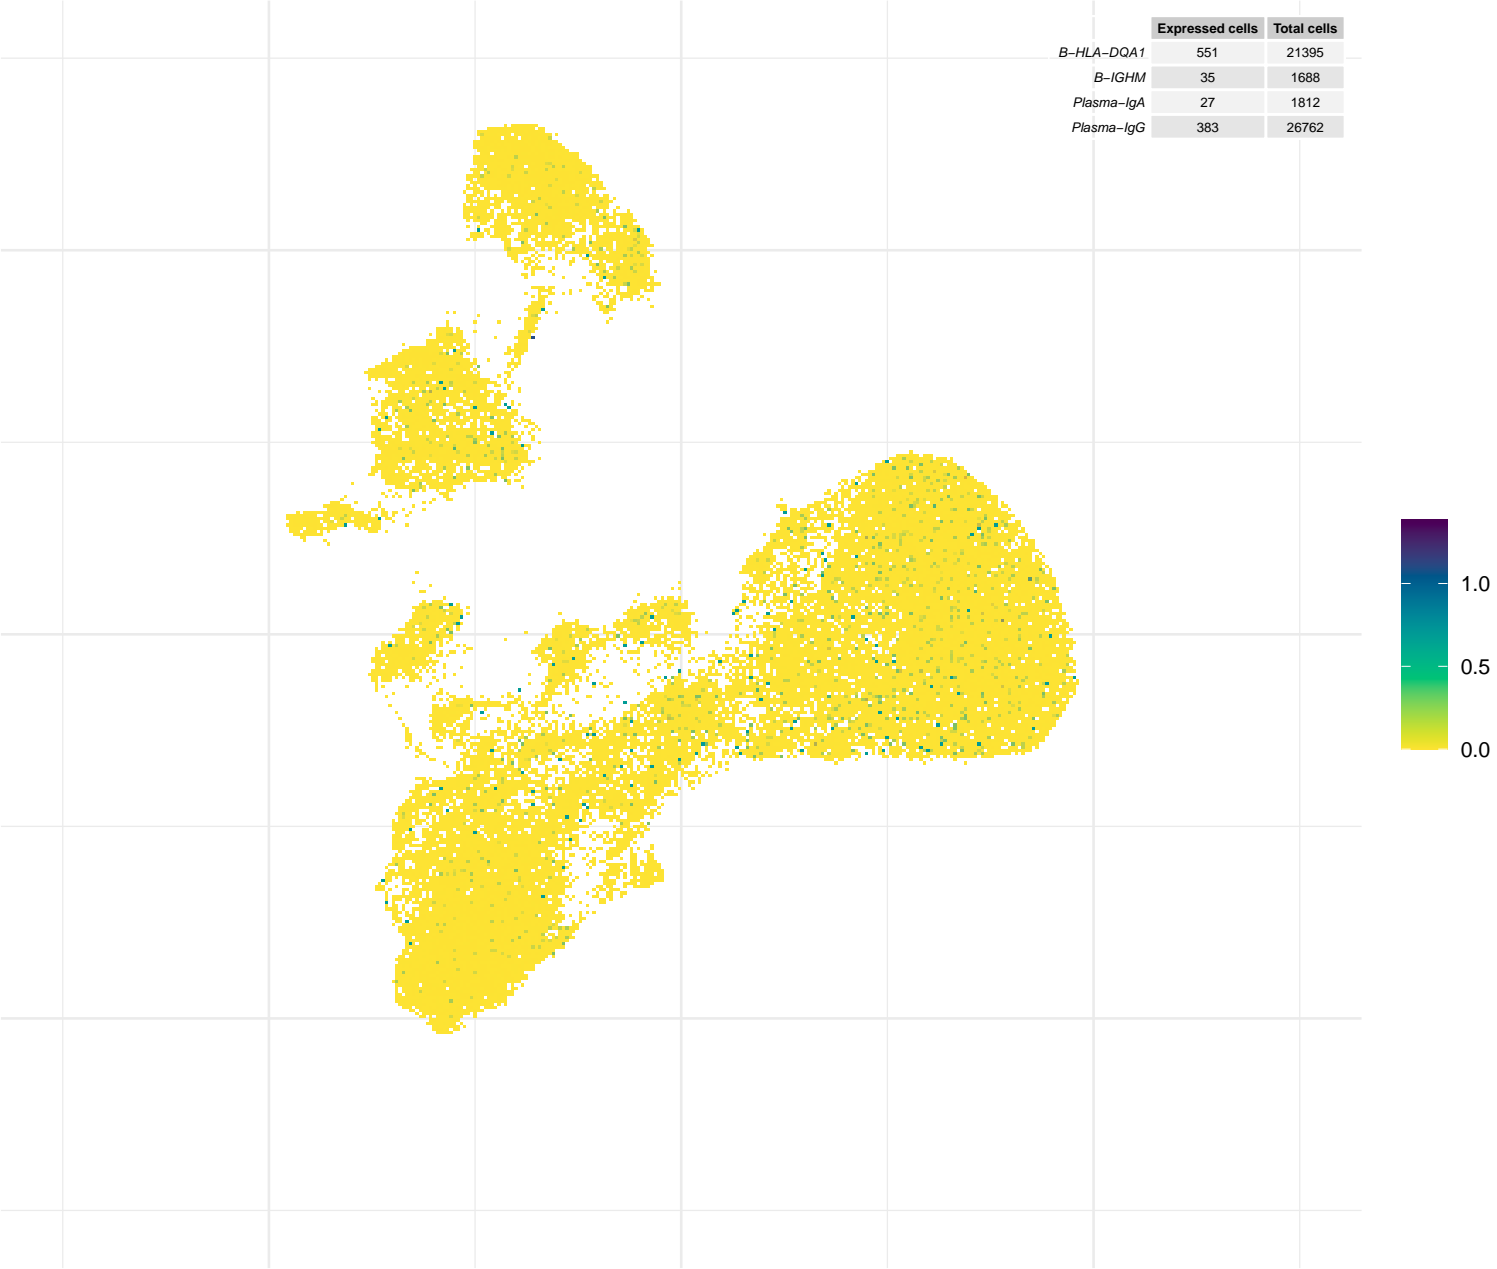 Expressed cells Total cells
B−HLA−DQA1 551 21395
B−IGHM 35 1688
Plasma−IgA 27 1812
Plasma−IgG 383 26762
1.0
0.5
0.0